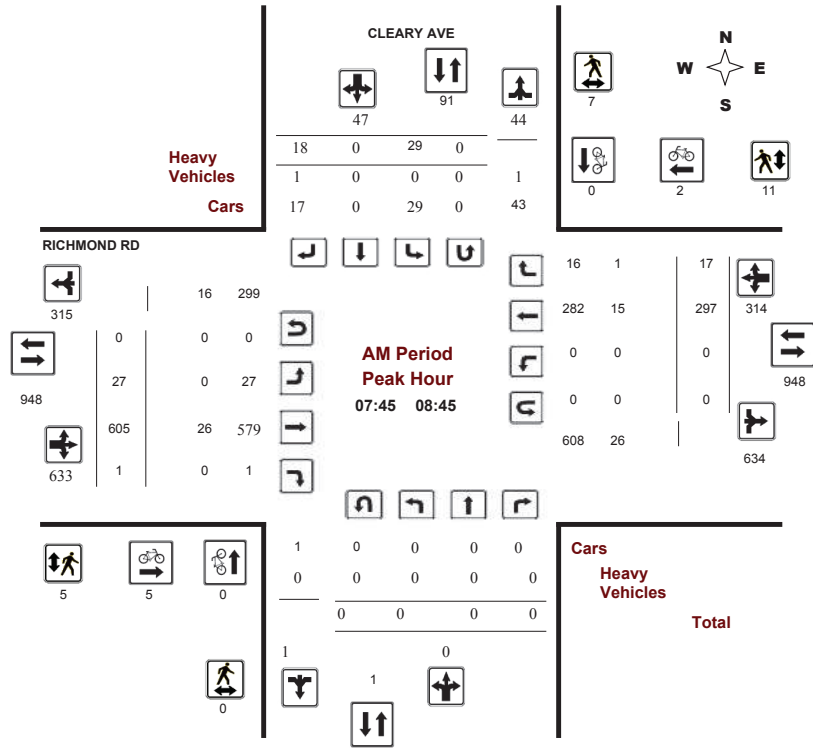 CLEARY AVE
N
W E
S
91
7
47 44
18 0 29 0
Heavy
Vehicles
1 0 0 0 1
0 2 11
Cars
17 0 29 0 43
RICHMOND RD
16 1 17
315
16 299
282 15 297 314
0 0 0
AM Period
Peak Hour
07:45 08:45
0 0 0
948
948
27 0 27
0 0 0
605 26 579
608 26
634
633
1 0 1
1 0 0 0 0
Cars
0 0 0 0 0
Heavy
Vehicles
5 5 0
0 0 0 0
Total
1 0
1
0